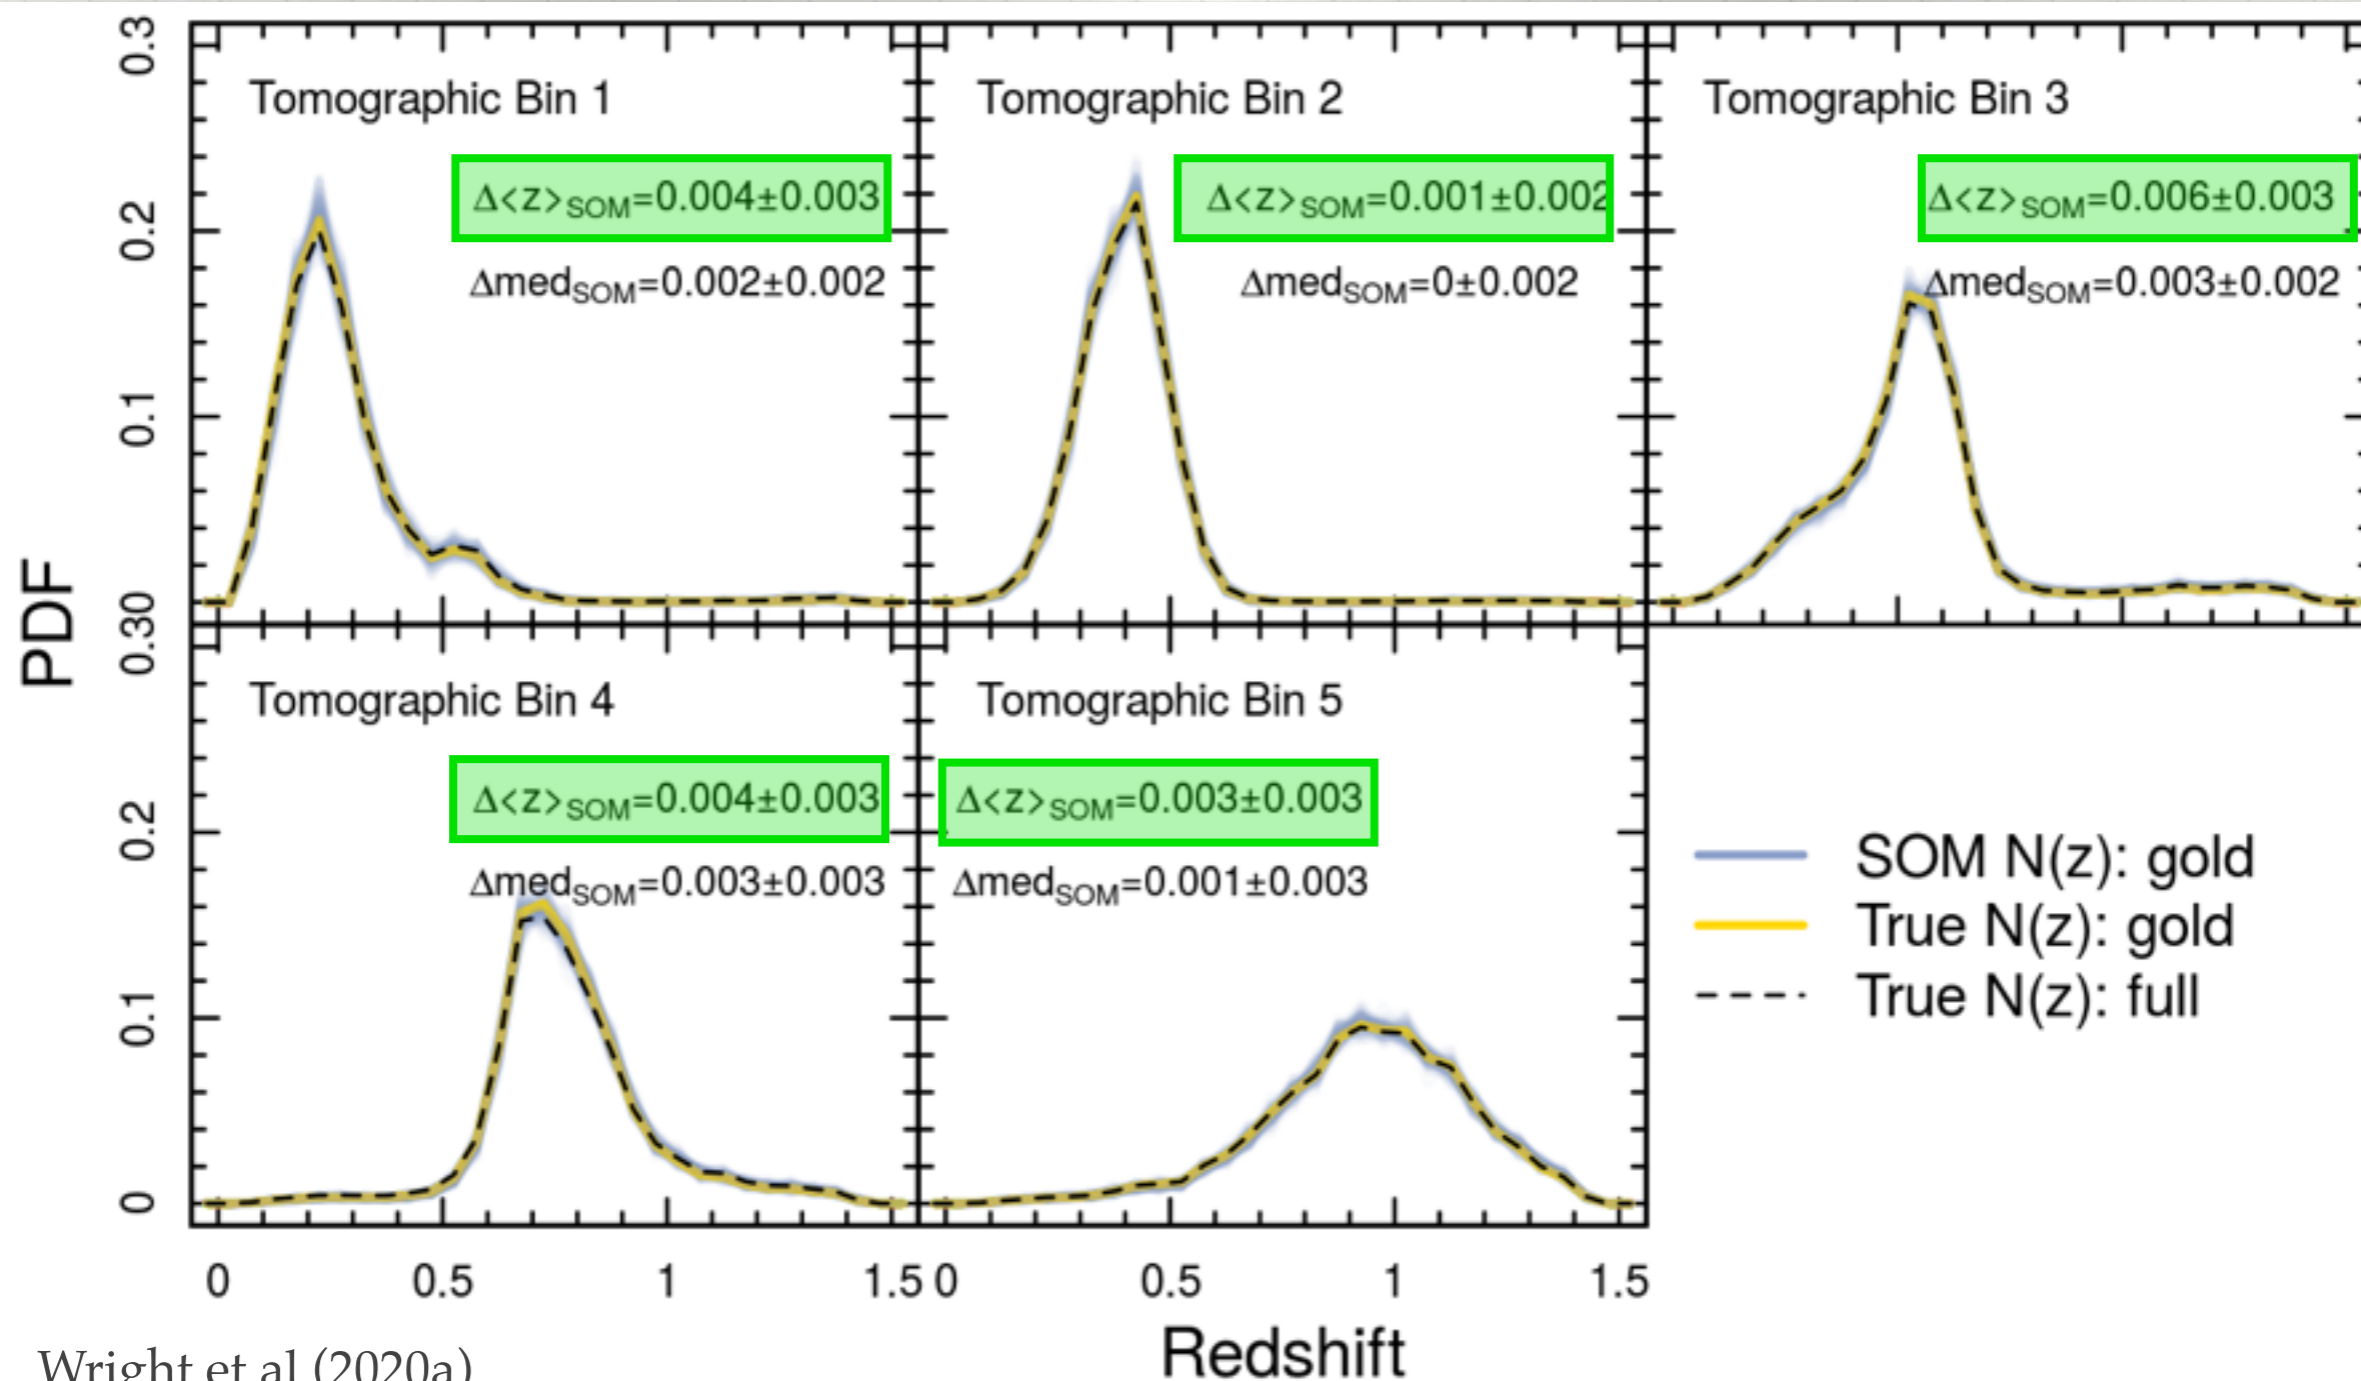 Tomographic Bin 1
Δ<z>SOM=0.004±0.003
ΔmedSOM=0.002±0.002
Tomographic Bin 2
Δ<z>SOM=0.001±0.002
ΔmedSOM=0±0.002
Tomographic Bin 3
Δ<z>SOM=0.006±0.003
ΔmedSOM=0.003±0.002
0.3
0.2
0.1
0.30
Tomographic Bin 4
Δ<z>SOM=0.004±0.003
ΔmedSOM=0.003±0.003
Tomographic Bin 5
Δ<z>SOM=0.003±0.003
ΔmedSOM=0.001±0.003
0.2
0.1
0
PDF
SOM N(z): gold
True N(z): gold
True N(z): full
0 0.5 1 1.5 0 0.5 1 1.5
Redshift
Wright et al (2020a)